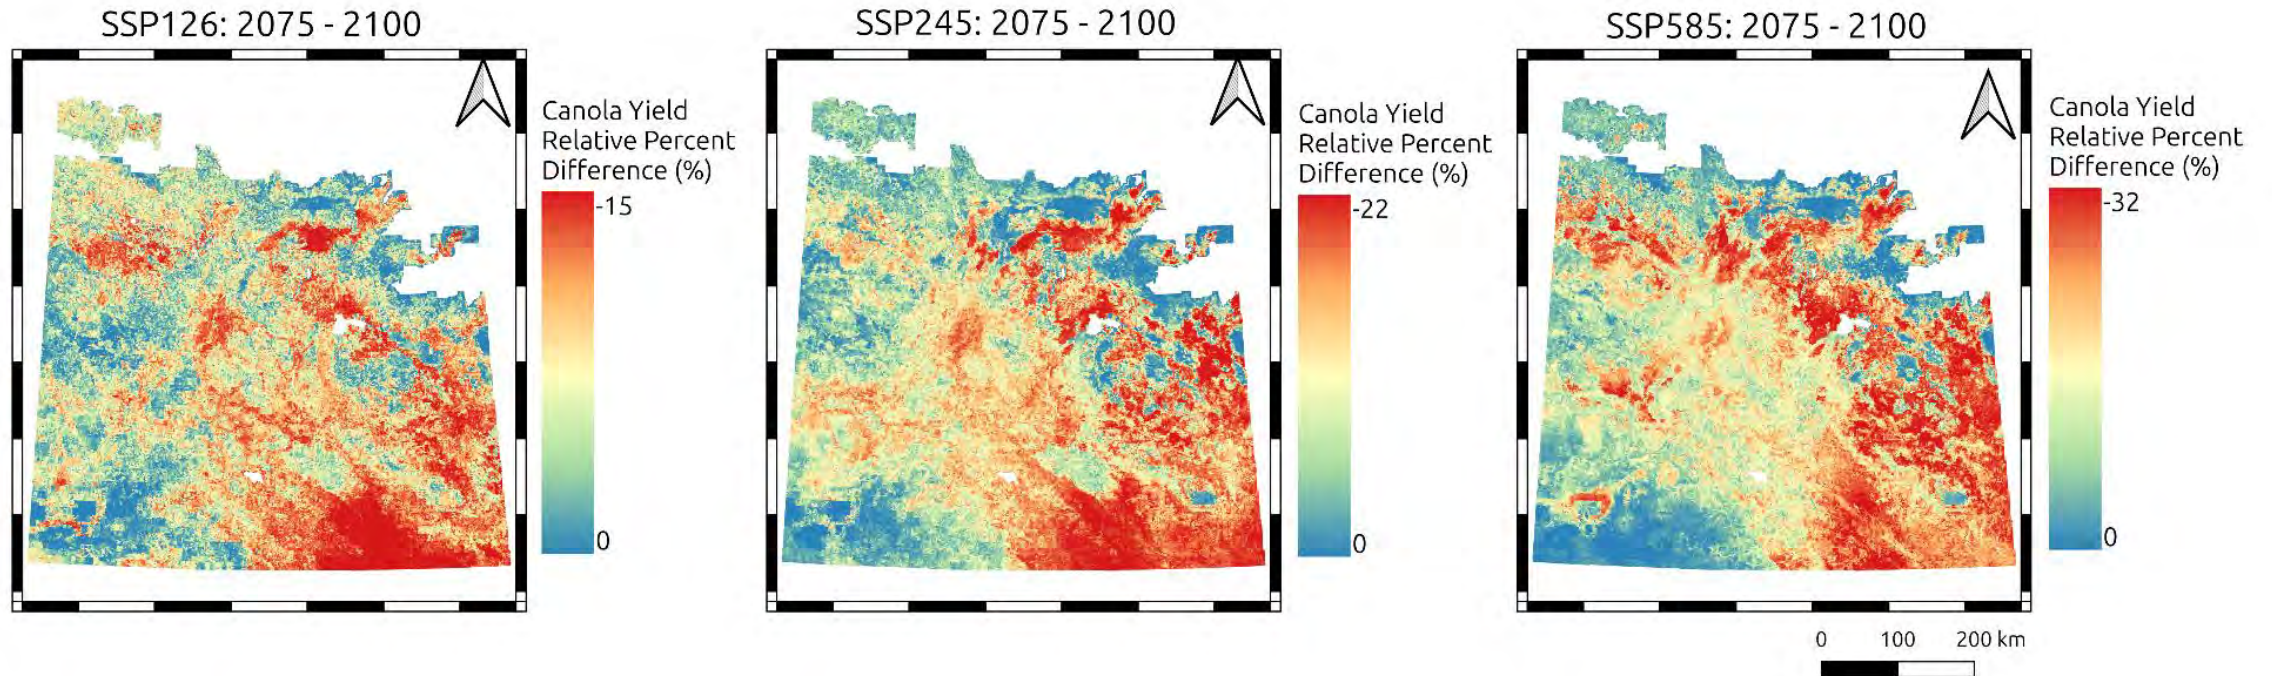 SSP126: 2075 - 2100
Canola Yield
Relative Percent
Difference (%)
-15
0
SSP245: 2075 - 2100
Canola Yield
Relative Percent
Difference (%)
-22
0
SSP585: 2075 - 2100
Canola Yield
Relative Percent
Difference (%)
-32
0
0 100 200 km